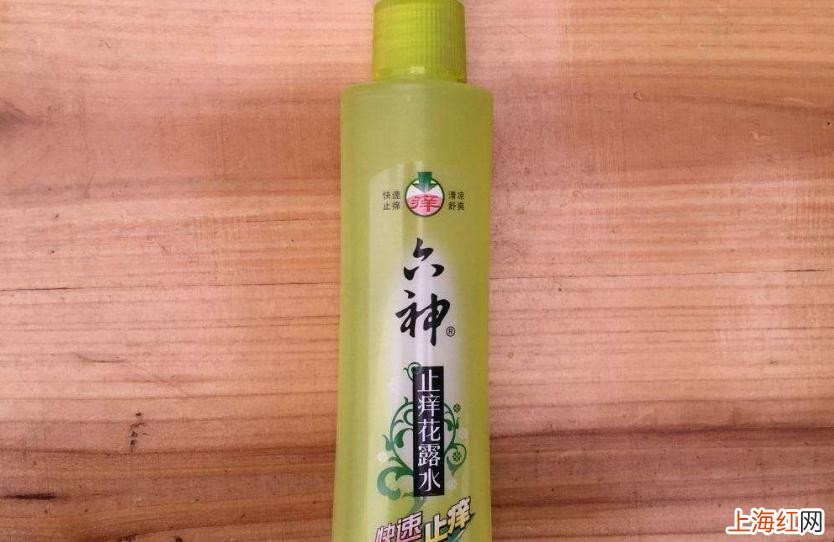 快速 清凉
止痒 舒爽
痒
六神®
止痒花露水
快速止痒
上海红网